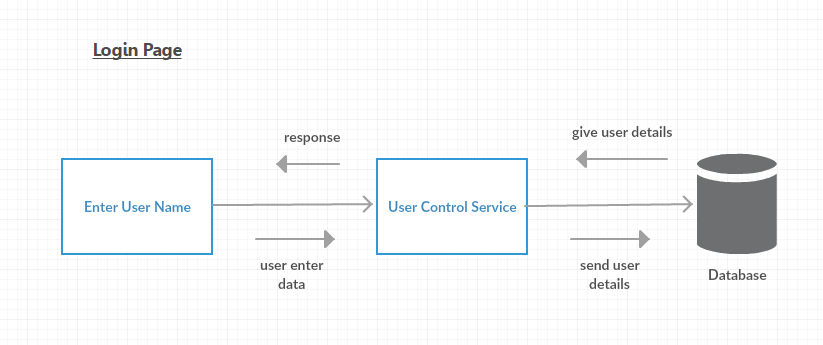 Login Page
response
give user details
Enter User Name
User Control Service
user enter
data
send user
details
Database